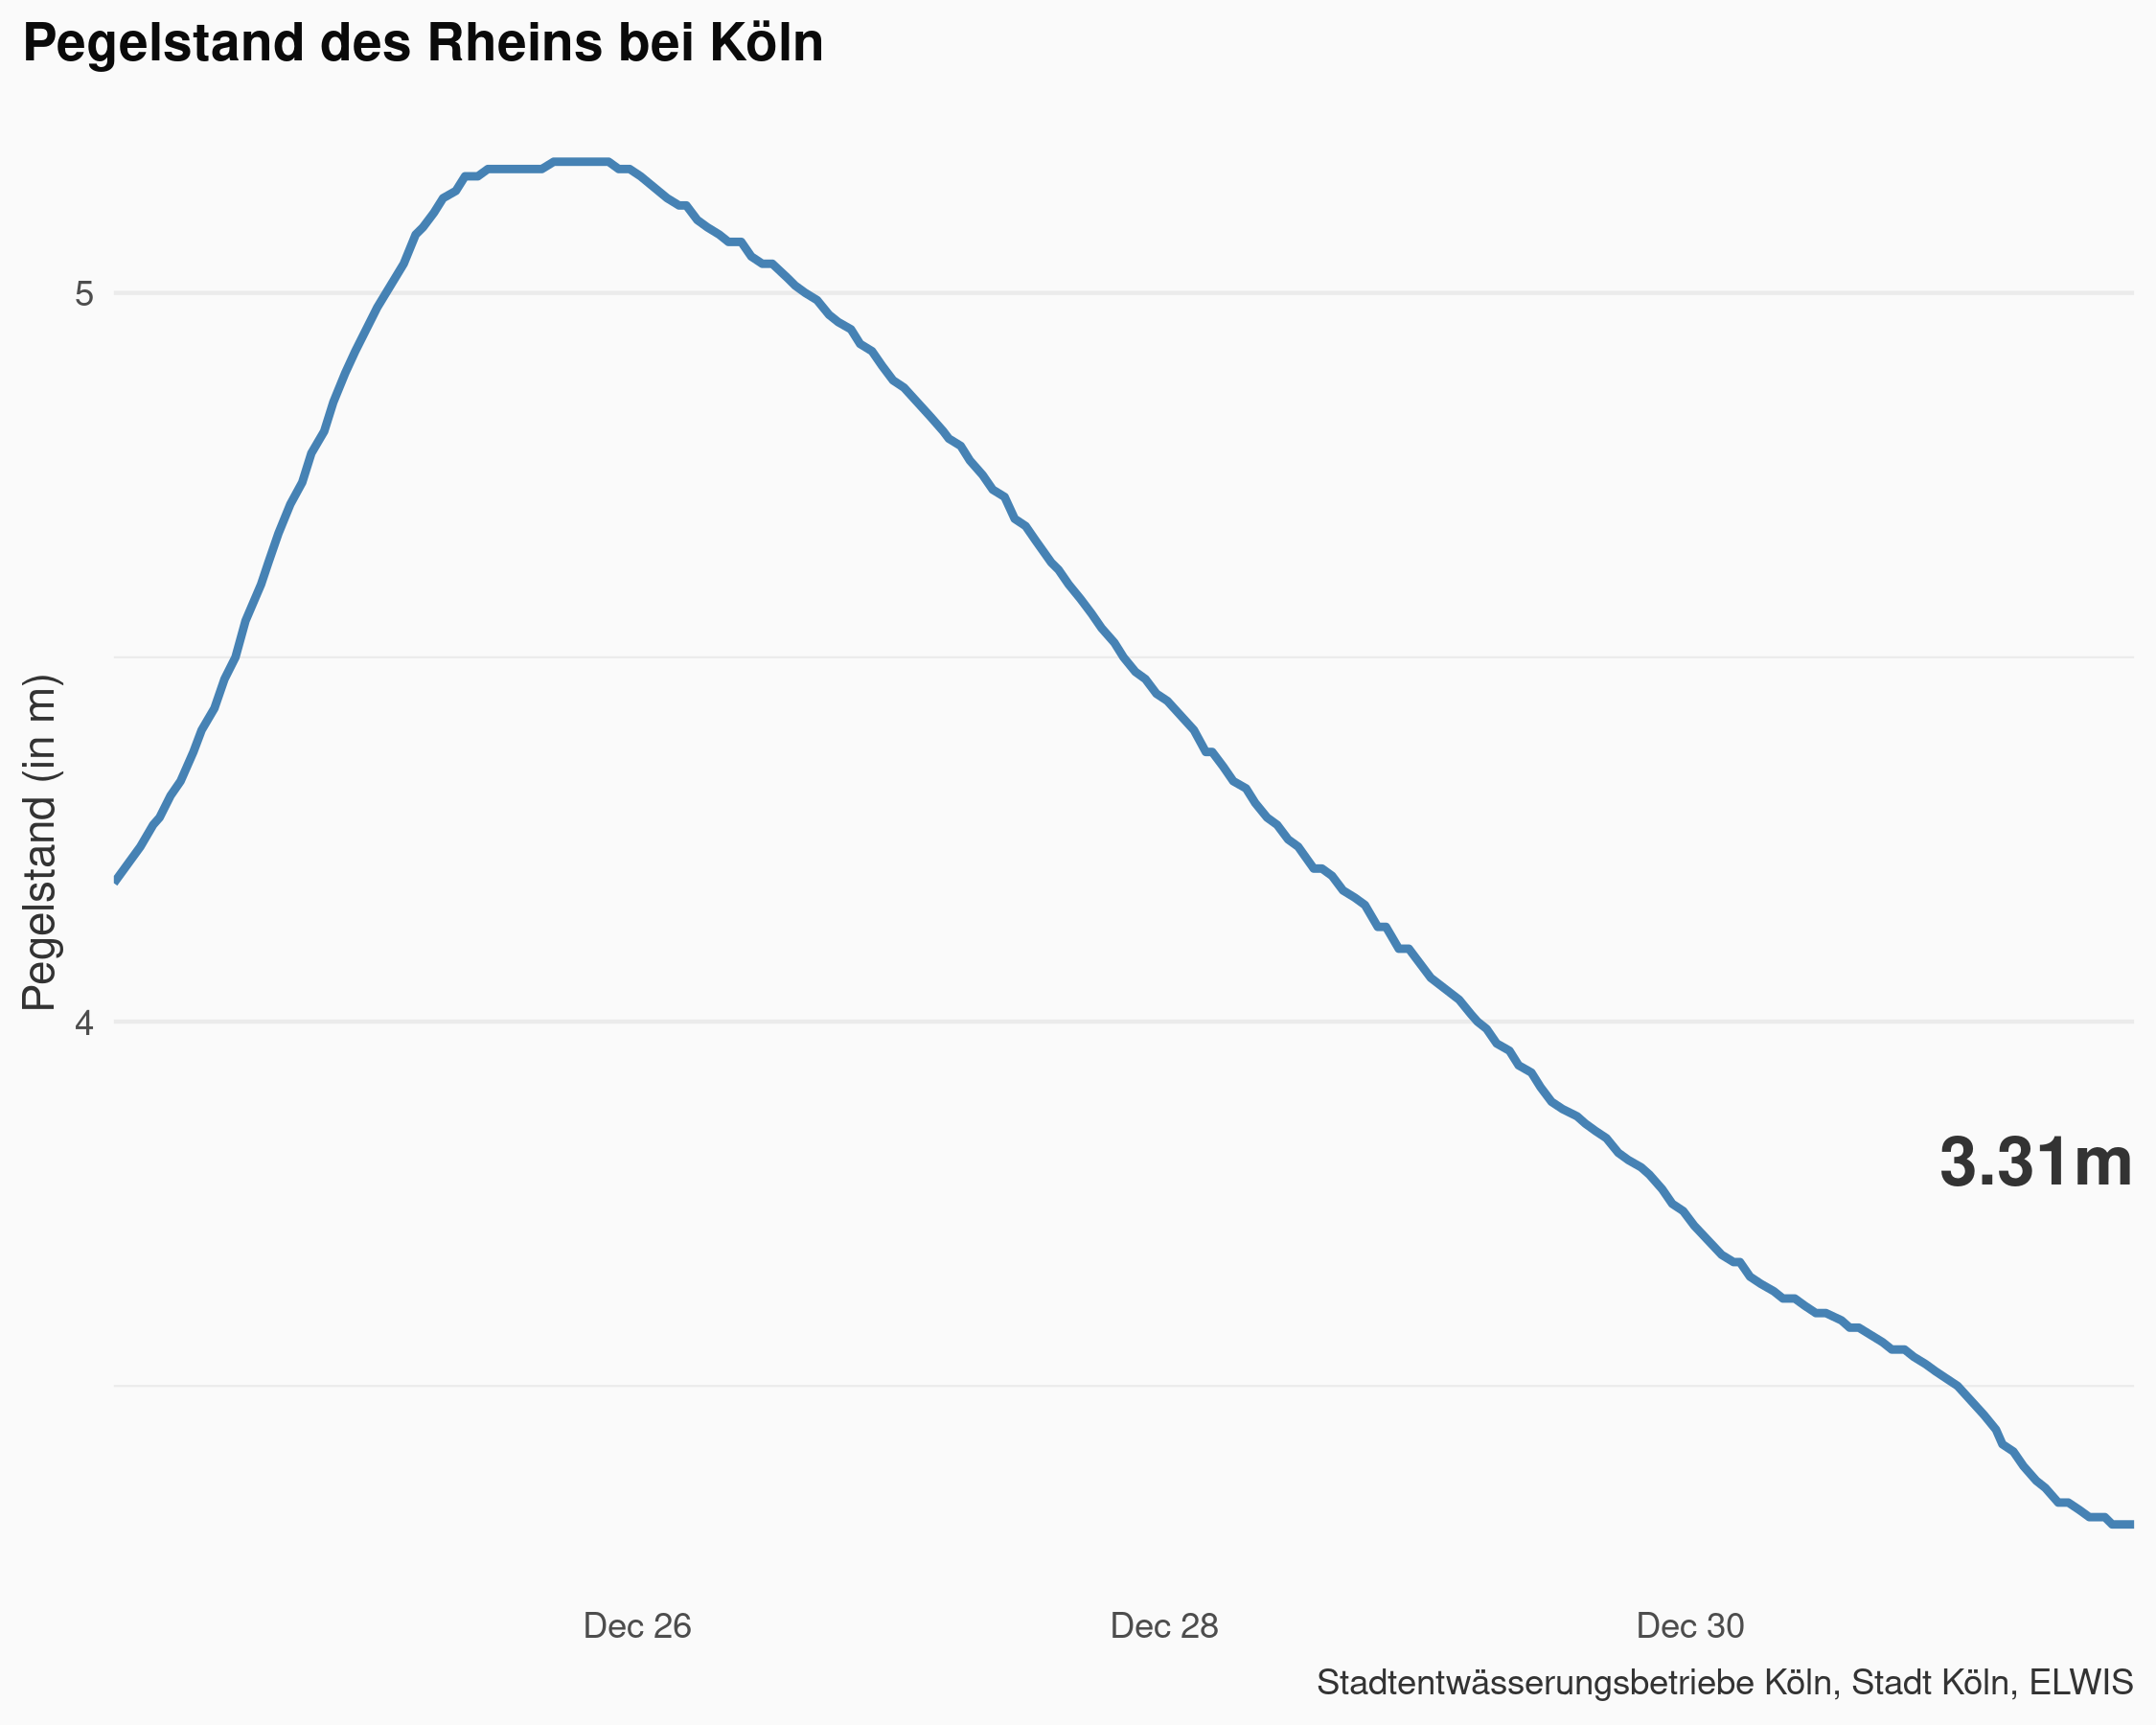 Pegelstand des Rheins bei Köln
Pegelstand (in m)
5
4
3.31m
Dec 26
Dec 28
Dec 30
Stadtentwässerungsbetriebe Köln, Stadt Köln, ELWIS